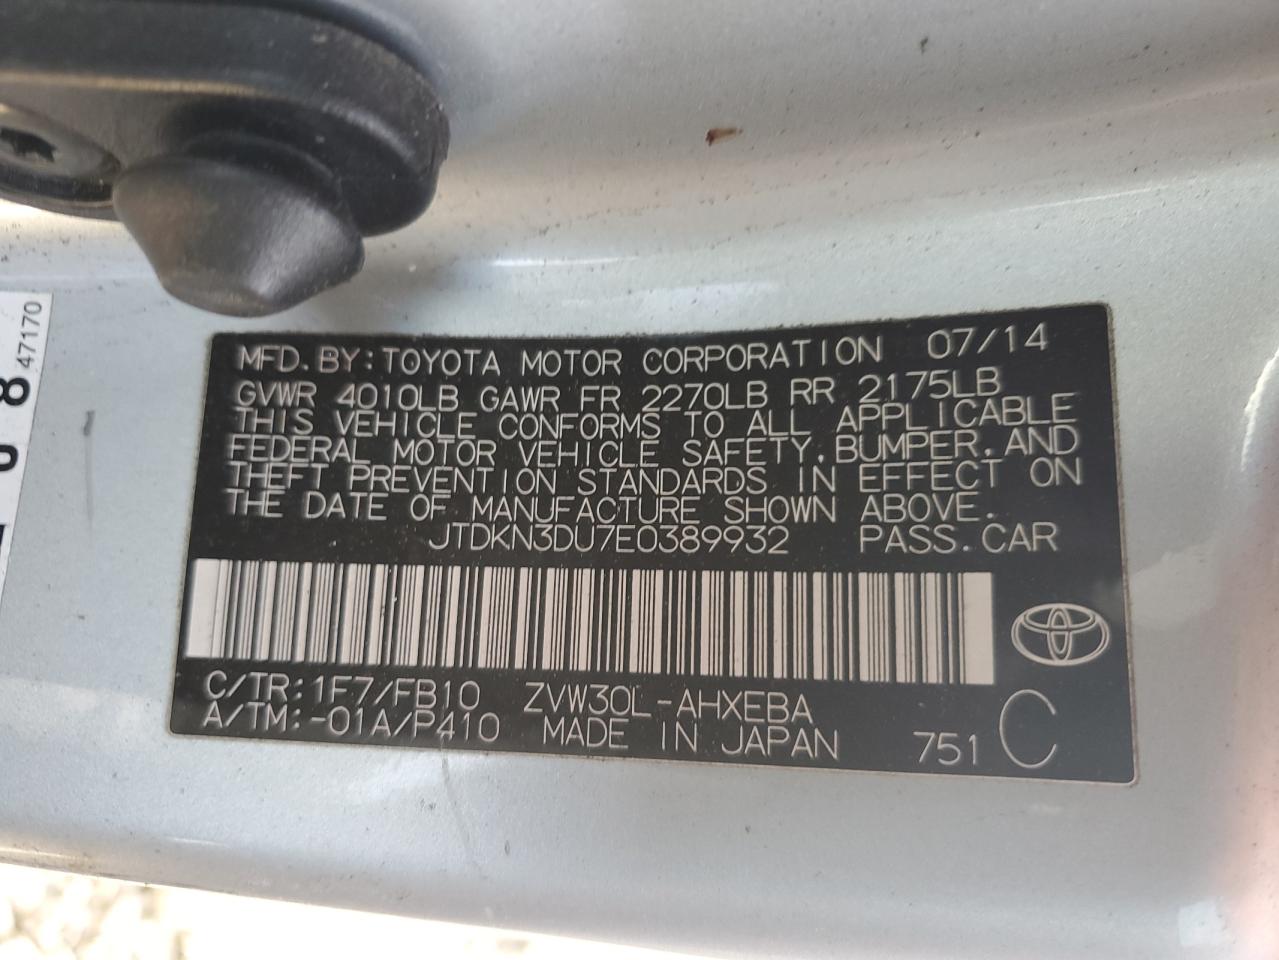 MFD. BY: TOYOTA MOTOR CORPORATION 07/14
GVWR 4010LB GAWR FR 2270LB RR 2175LB
THIS VEHICLE CONFORMS TO ALL APPLICABLE
FEDERAL MOTOR VEHICLE SAFETY, BUMPER, AND
THEFT PREVENTION STANDARDS IN EFFECT ON
THE DATE OF MANUFACTURE SHOWN ABOVE.
JTDKN3DU7E0389932 PASS. CAR
C/TR: 1F7/FB10 ZVW30L-AHXEBA
A/TM: -01A/P410 MADE IN JAPAN 751 C
47170
8